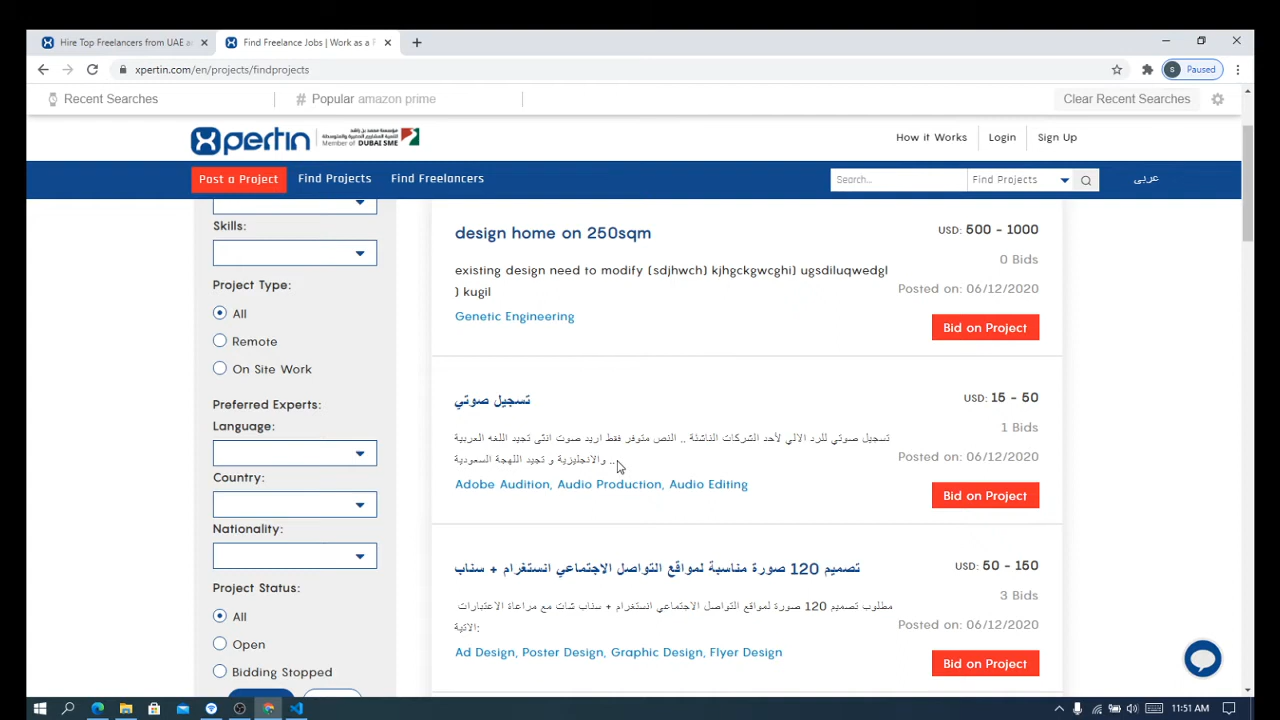 Hire Top Freelancers from UAE a
Find Freelance Jobs | Work as a F
xpertin.com/en/projects/findprojects
S
Paused
Recent Searches
# Popular amazon prime
Clear Recent Searches
Xpertin
Member of DUBAI SME
How it Works
Login
Sign Up
Post a Project
Find Projects
Find Freelancers
Search...
Find Projects
عربى
Skills:
Project Type:
All
Remote
On Site Work
Preferred Experts:
Language:
Country:
Nationality:
Project Status:
All
Open
Bidding Stopped
design home on 250sqm
USD: 500 - 1000
existing design need to modify (sdjhwch) kjhgckgwcghi) ugsdiluqwedgl
) kugil
0 Bids
Posted on: 06/12/2020
Genetic Engineering
Bid on Project
تسجيل صوتي
USD: 15 - 50
تسجيل صوتي للرد الالي لأحد الشركات الناشئة .. النص متوفر فقط اريد صوت انثى تجيد اللغه العربية
والانجليزية و تجيد اللهجة السعودية ..
1 Bids
Posted on: 06/12/2020
Adobe Audition, Audio Production, Audio Editing
Bid on Project
تصميم 120 صورة مناسبة لمواقع التواصل الاجتماعي انستغرام + سناب
USD: 50 - 150
مطلوب تصميم 120 صورة لمواقع التواصل الاجتماعي انستغرام + سناب شات مع مراعاة الاعتبارات
الاتية:
3 Bids
Posted on: 06/12/2020
Ad Design, Poster Design, Graphic Design, Flyer Design
Bid on Project
11:51 AM